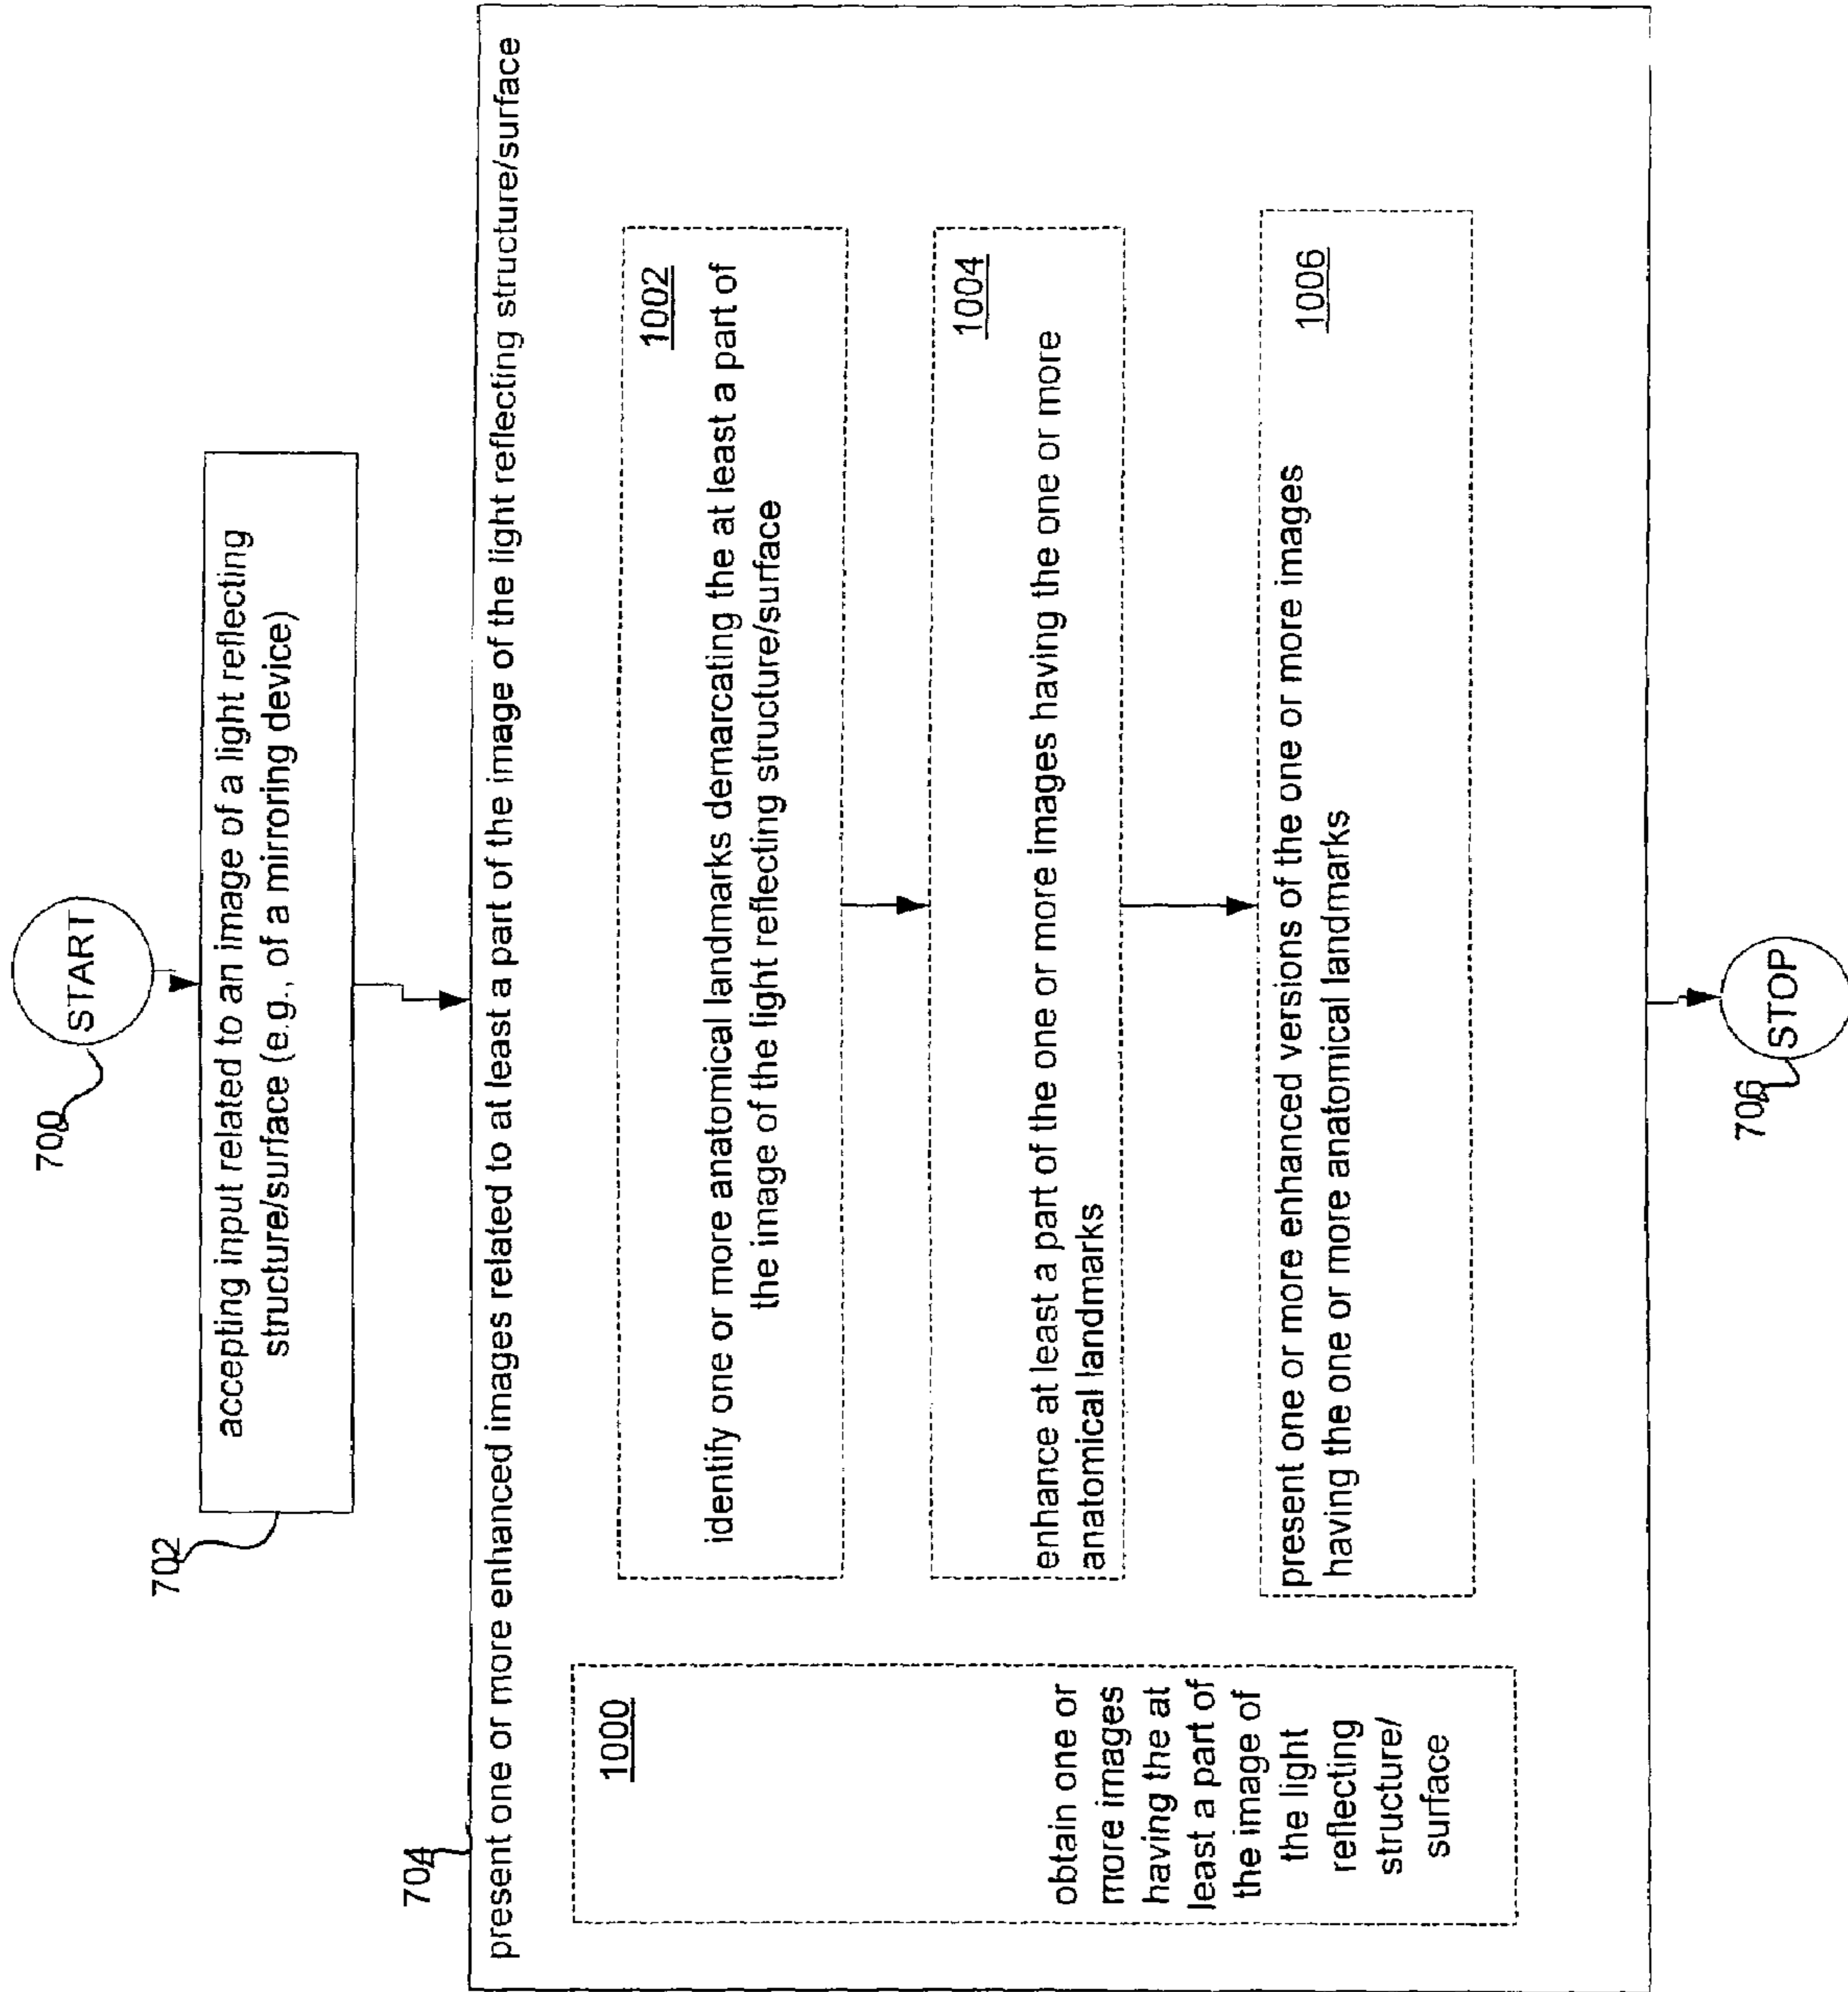 START
700
702
accepting input related to an image of a light reflecting
structure/surface (e.g., of a mirroring device)
704
present one or more enhanced images related to at least a part of the image of the light reflecting structure/surface
1000
obtain one or
more images
having the at
least a part of
the image of
the light
reflecting
structure/
surface
1002
identify one or more anatomical landmarks demarcating the at least a part of
the image of the light reflecting structure/surface
1004
enhance at least a part of the one or more images having the one or more
anatomical landmarks
1006
present one or more enhanced versions of the one or more images
having the one or more anatomical landmarks
706
STOP